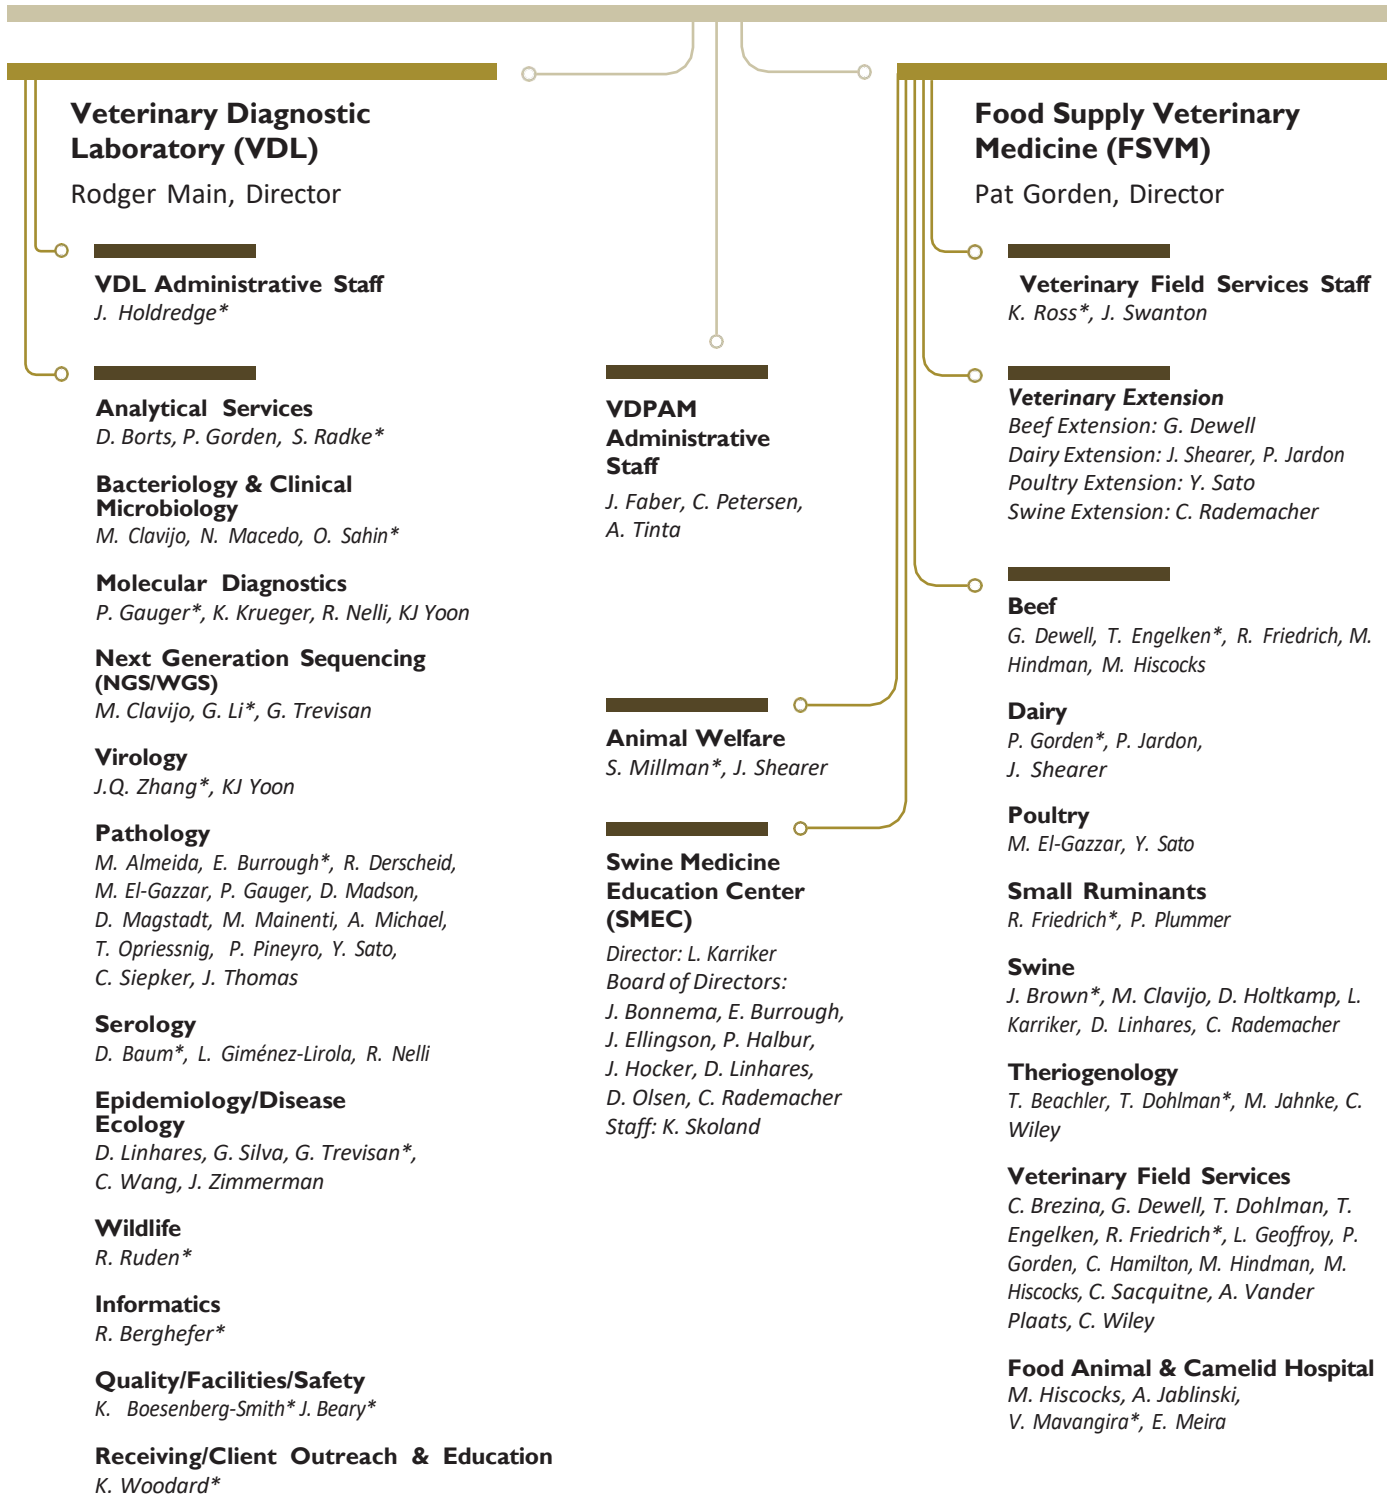 Veterinary Diagnostic
Laboratory (VDL)
Rodger Main, Director
VDL Administrative Staff
J. Holdredge*
Analytical Services
D. Borts, P. Gorden, S. Radke*
Bacteriology & Clinical
Microbiology
M. Clavijo, N. Macedo, O. Sahin*
Molecular Diagnostics
P. Gauger*, K. Krueger, R. Nelli, KJ Yoon
Next Generation Sequencing
(NGS/WGS)
M. Clavijo, G. Li*, G. Trevisan
Virology
J.Q. Zhang*, KJ Yoon
Pathology
M. Almeida, E. Burrough*, R. Derscheid,
M. El-Gazzar, P. Gauger, D. Madson,
D. Magstadt, M. Mainenti, A. Michael,
T. Opriessnig, P. Pineyro, Y. Sato,
C. Siepker, J. Thomas
Serology
D. Baum*, L. Giménez-Lirola, R. Nelli
Epidemiology/Disease
Ecology
D. Linhares, G. Silva, G. Trevisan*,
C. Wang, J. Zimmerman
Wildlife
R. Ruden*
Informatics
R. Berghefer*
Quality/Facilities/Safety
K. Boesenberg-Smith* J. Beary*
Receiving/Client Outreach & Education
K. Woodard*
VDPAM
Administrative
Staff
J. Faber, C. Petersen,
A. Tinta
Animal Welfare
S. Millman*, J. Shearer
Swine Medicine
Education Center
(SMEC)
Director: L. Karriker
Board of Directors:
J. Bonnema, E. Burrough,
J. Ellingson, P. Halbur,
J. Hocker, D. Linhares,
D. Olsen, C. Rademacher
Staff: K. Skoland
Food Supply Veterinary
Medicine (FSVM)
Pat Gorden, Director
Veterinary Field Services Staff
K. Ross*, J. Swanton
Veterinary Extension
Beef Extension: G. Dewell
Dairy Extension: J. Shearer, P. Jardon
Poultry Extension: Y. Sato
Swine Extension: C. Rademacher
Beef
G. Dewell, T. Engelken*, R. Friedrich, M.
Hindman, M. Hiscocks
Dairy
P. Gorden*, P. Jardon,
J. Shearer
Poultry
M. El-Gazzar, Y. Sato
Small Ruminants
R. Friedrich*, P. Plummer
Swine
J. Brown*, M. Clavijo, D. Holtkamp, L.
Karriker, D. Linhares, C. Rademacher
Theriogenology
T. Beachler, T. Dohlman*, M. Jahnke, C.
Wiley
Veterinary Field Services
C. Brezina, G. Dewell, T. Dohlman, T.
Engelken, R. Friedrich*, L. Geoffroy, P.
Gorden, C. Hamilton, M. Hindman, M.
Hiscocks, C. Sacquitne, A. Vander
Plaats, C. Wiley
Food Animal & Camelid Hospital
M. Hiscocks, A. Jablinski,
V. Mavangira*, E. Meira